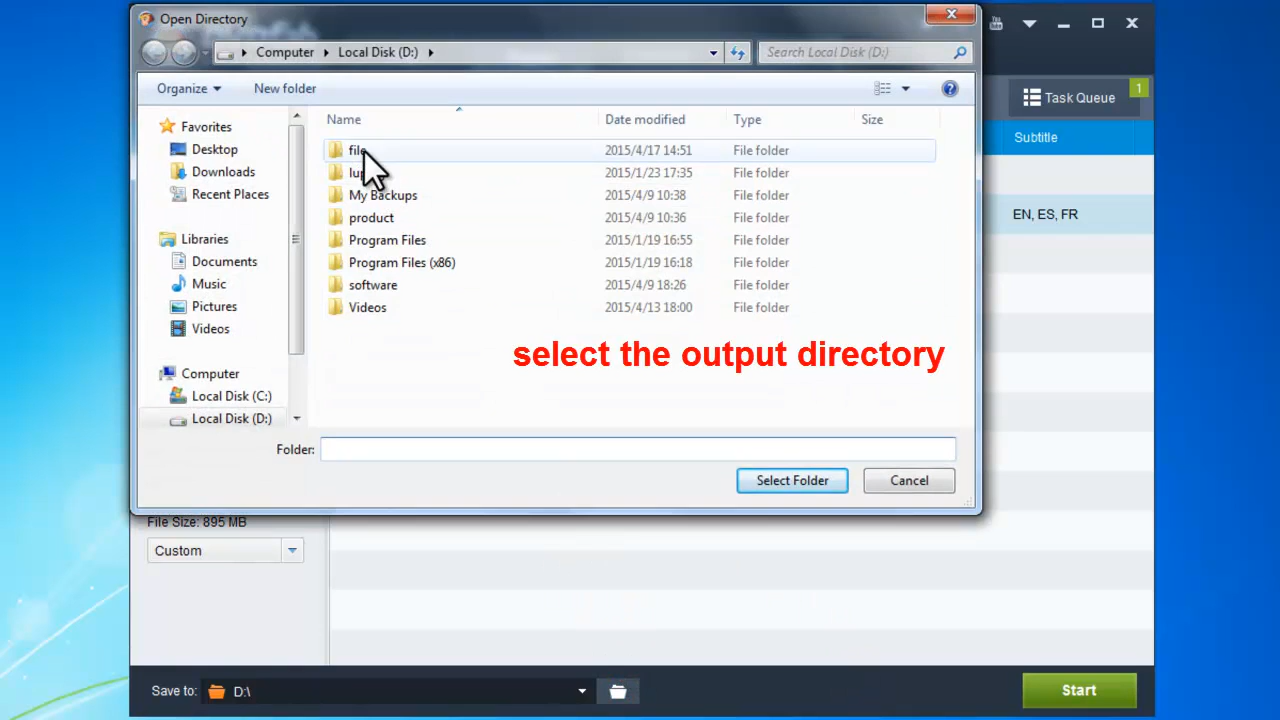 Open Directory
Computer Local Disk (D:) Search Local Disk (D:)
Organize New folder
Task Queue 1
Name Date modified Type Size
Subtitle
Favorites
Desktop
Downloads
Recent Places
Libraries
Documents
Music
Pictures
Videos
Computer
Local Disk (C:)
Local Disk (D:)
file 2015/4/17 14:51 File folder
2015/1/23 17:35 File folder
My Backups 2015/4/9 10:38 File folder
product 2015/4/9 10:36 File folder
Program Files 2015/1/19 16:55 File folder
Program Files (x86) 2015/1/19 16:18 File folder
software 2015/4/9 18:26 File folder
Videos 2015/4/13 18:00 File folder
EN, ES, FR
select the output directory
Folder:
Select Folder Cancel
File Size: 895 MB
Custom
Save to: D:\
Start